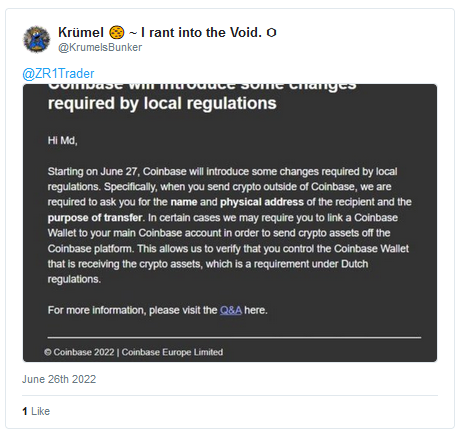 Krümel 🍪 ~ I rant into the Void. ⵔ
@KrumelsBunker
@ZR1Trader
Coinbase will introduce some changes
required by local regulations
Hi Md,
Starting on June 27, Coinbase will introduce some changes required by local
regulations. Specifically, when you send crypto outside of Coinbase, we are
required to ask you for the name and physical address of the recipient and the
purpose of transfer. In certain cases we may require you to link a Coinbase
Wallet to your main Coinbase account in order to send crypto assets off the
Coinbase platform. This allows us to verify that you control the Coinbase Wallet
that is receiving the crypto assets, which is a requirement under Dutch
regulations.
For more information, please visit the Q&A here.
© Coinbase 2022 | Coinbase Europe Limited
June 26th 2022
1 Like